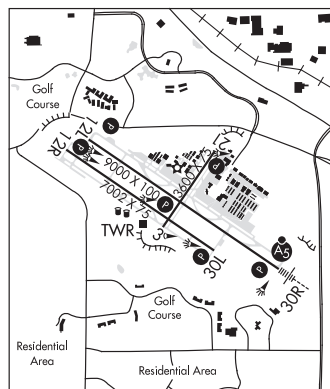 Golf
Course
P
12L
12R
P
9000 X 100
7002 X 75
3600 X 75
21
P
P
3
TWR
P
30L
A5
P
30R
Golf
Course
Residential
Area
Residential Area